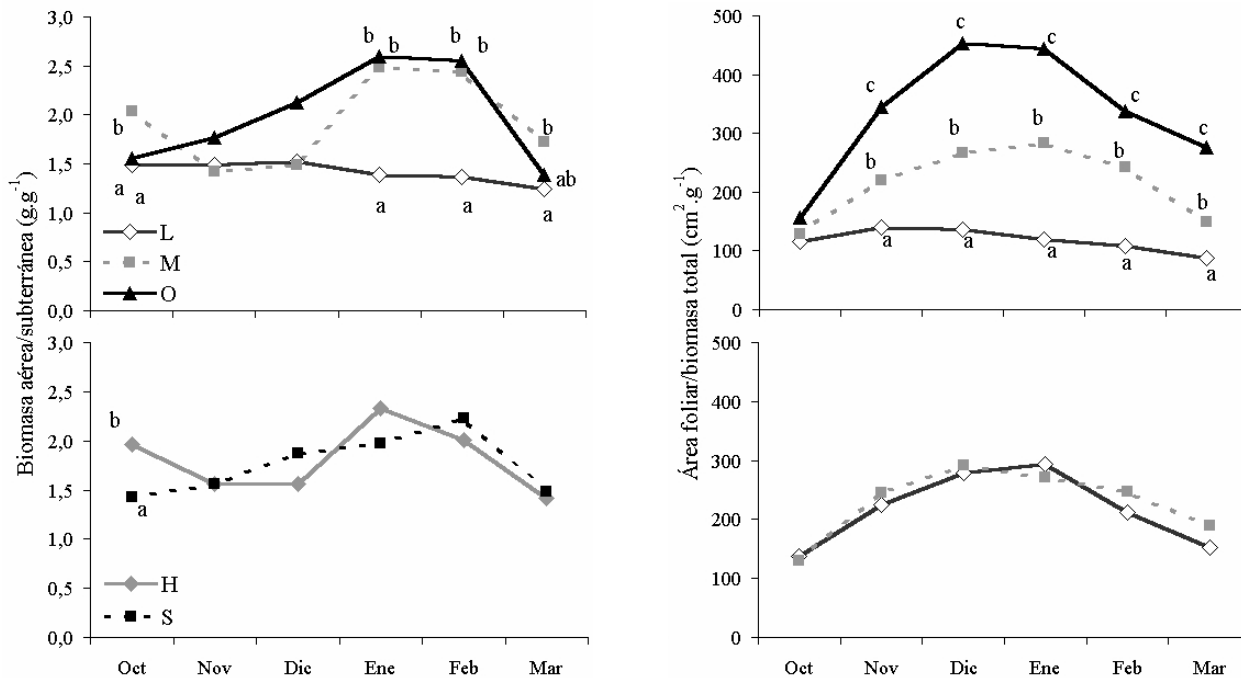 Biomasa aérea/subterránea (g.g⁻¹)
3,0
2,5
2,0
1,5
1,0
0,5
0,0
b
b
b
b
b
b
a
a
a
a
ab
a
L
M
O
3,0
2,5
2,0
1,5
1,0
0,5
0,0
b
a
H
S
Oct Nov Dic Ene Feb Mar
Área foliar/biomasa total (cm².g⁻¹)
500
400
300
200
100
0
c
c
c
c
c
b
b
b
b
b
a
a
a
a
a
500
400
300
200
100
0
Oct Nov Dic Ene Feb Mar